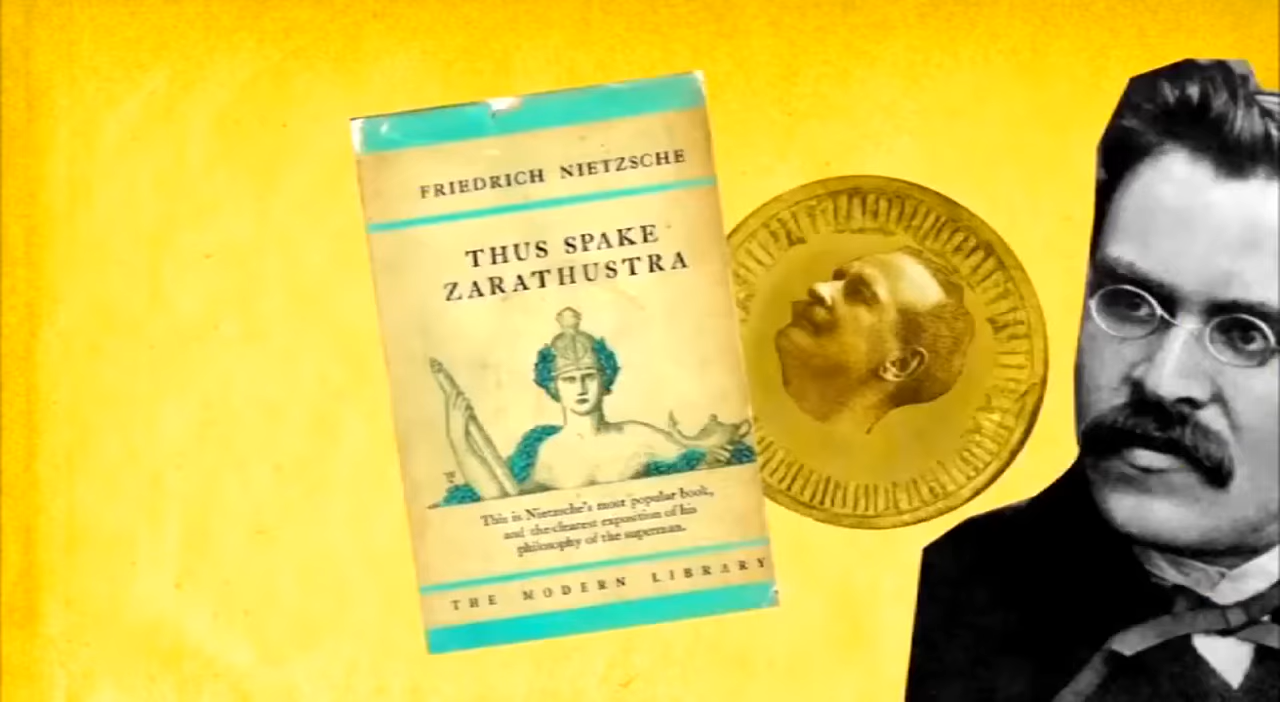 FRIEDRICH NIETZSCHE
THUS SPAKE
ZARATHUSTRA
This is Nietzsche's most popular book,
and the clearest exposition of his
philosophy of the superman.
THE MODERN LIBRARY